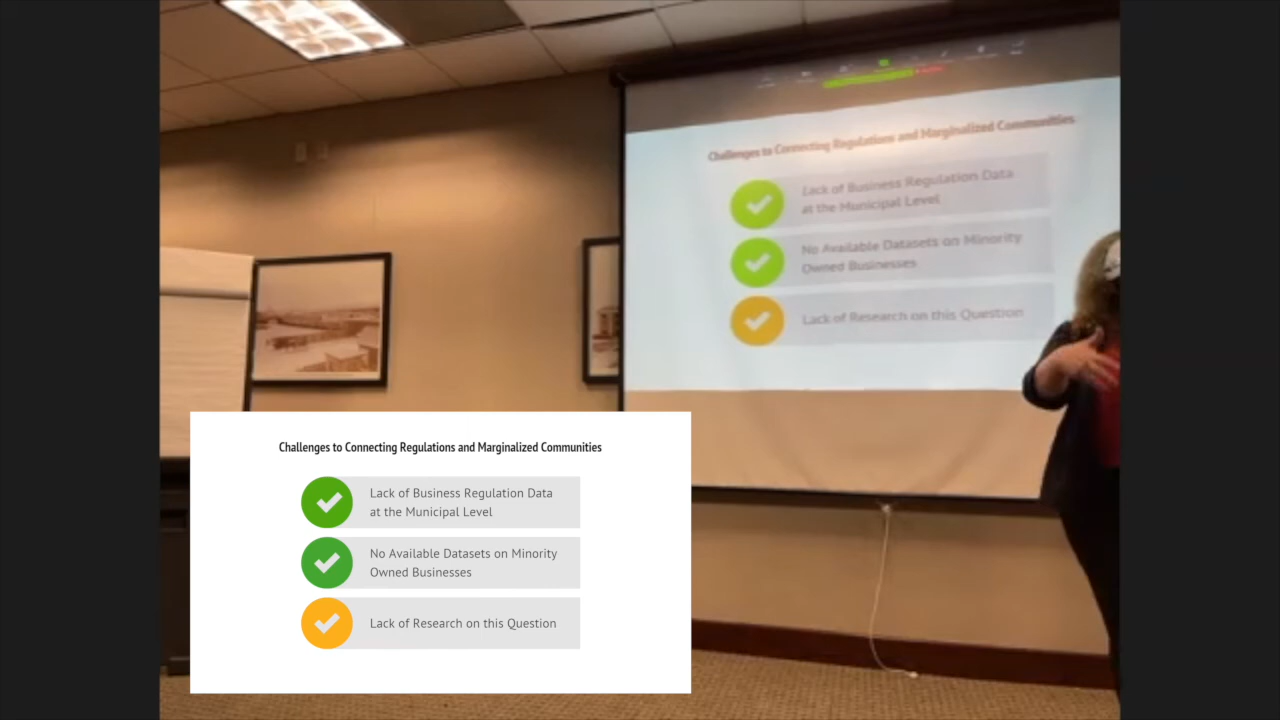 Challenges to Connecting Regulations and Marginalized Communities
Lack of Business Regulation Data
at the Municipal Level
No Available Datasets on Minority
Owned Businesses
Lack of Research on this Question
Challenges to Connecting Regulations and Marginalized Communities
Lack of Business Regulation Data
at the Municipal Level
No Available Datasets on Minority
Owned Businesses
Lack of Research on this Question